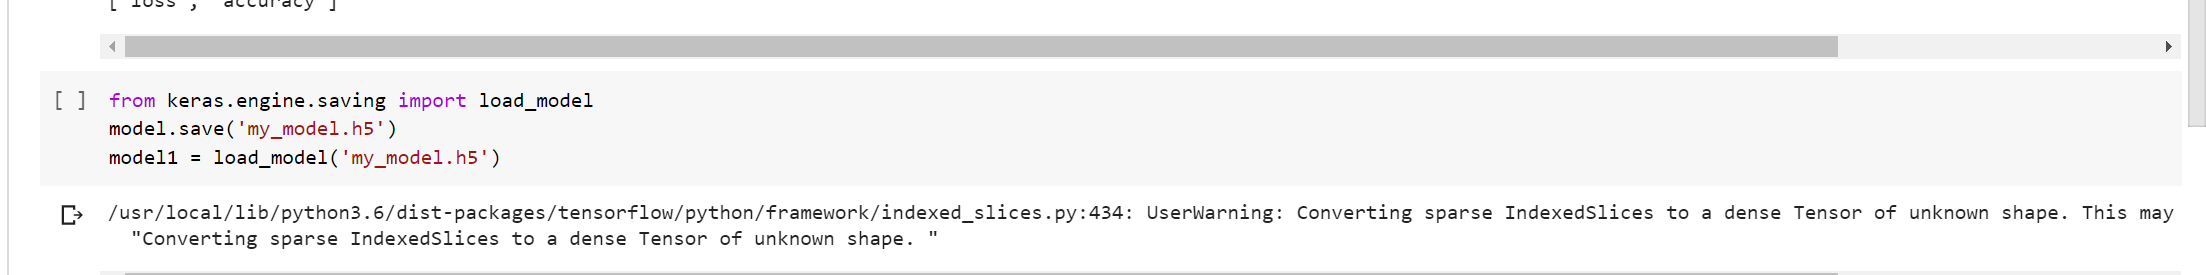 ['loss', 'accuracy']
[ ] from keras.engine.saving import load_model
model.save('my_model.h5')
model1 = load_model('my_model.h5')
/usr/local/lib/python3.6/dist-packages/tensorflow/python/framework/indexed_slices.py:434: UserWarning: Converting sparse IndexedSlices to a dense Tensor of unknown shape. This may
"Converting sparse IndexedSlices to a dense Tensor of unknown shape. "